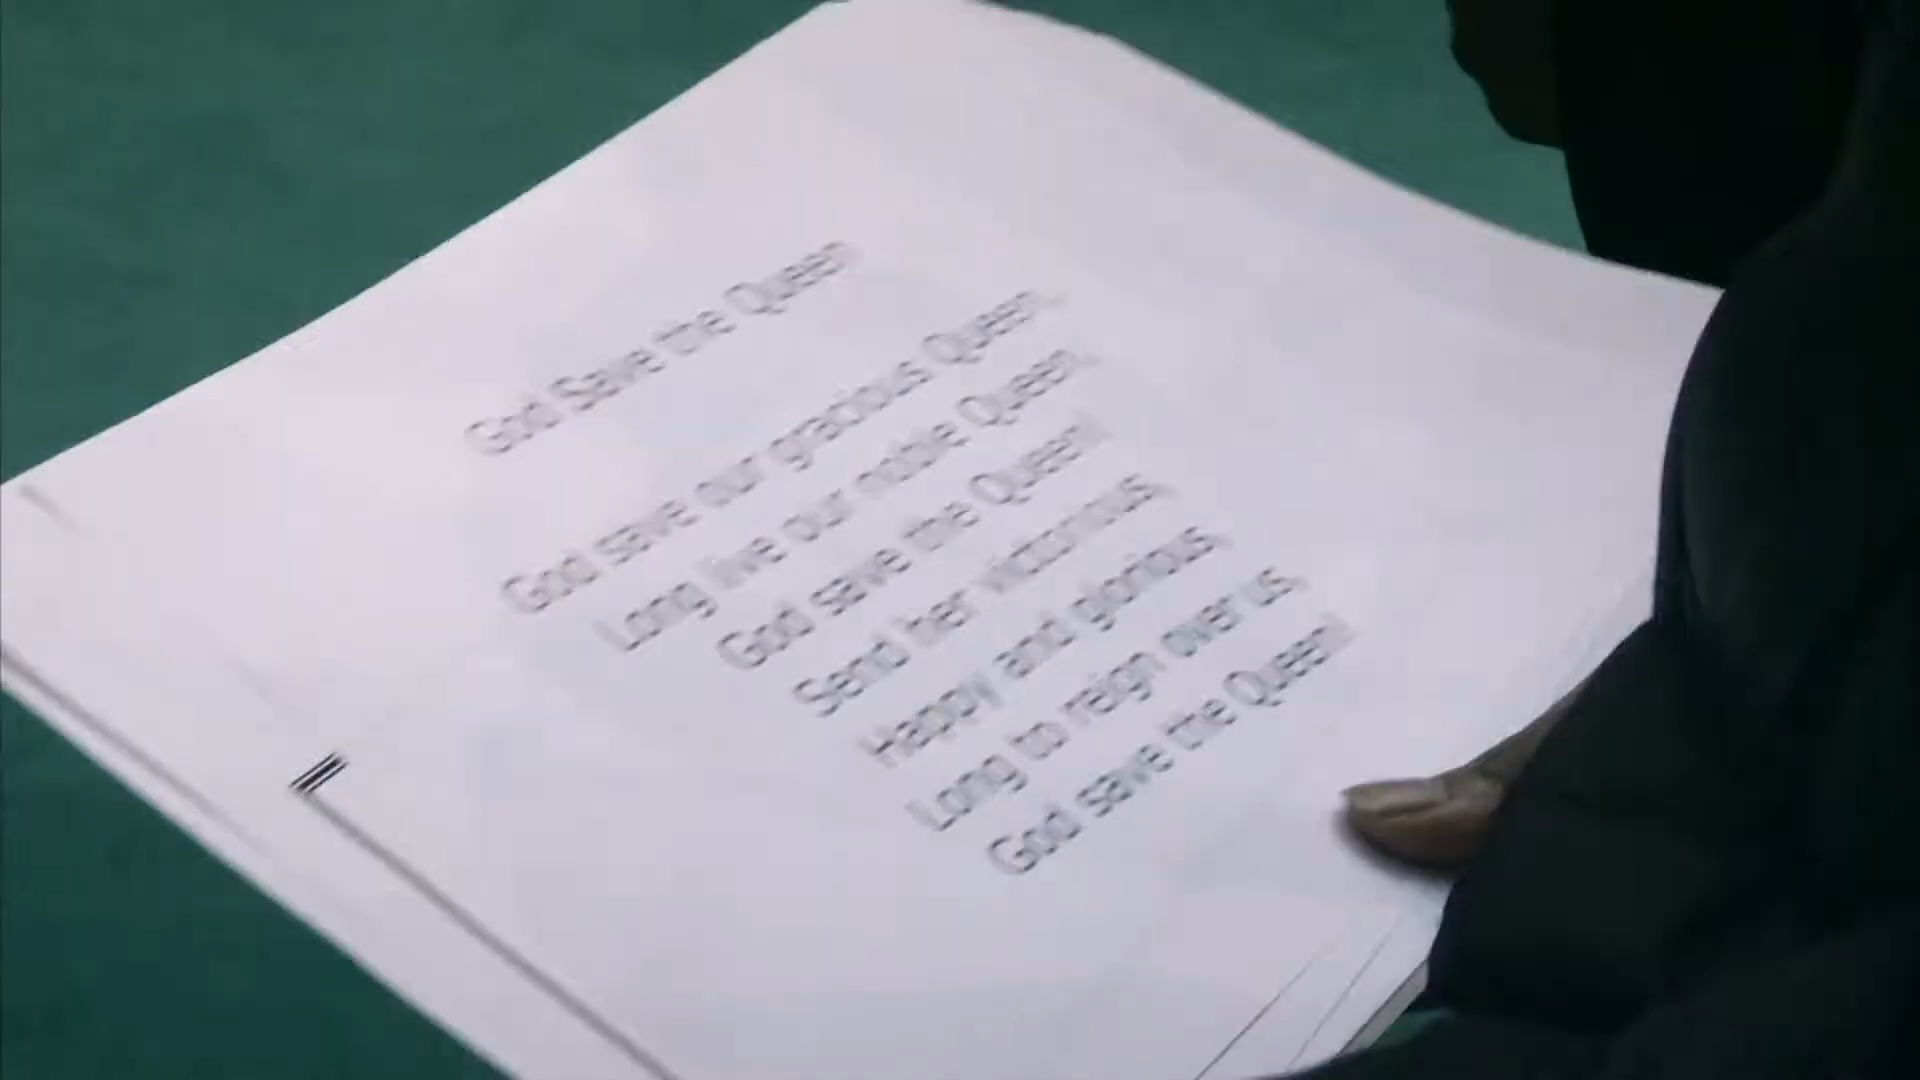 God Save the Queen
God save our gracious Queen,
Long live our noble Queen,
God save the Queen!
Send her victorious,
Happy and glorious,
Long to reign over us,
God save the Queen!